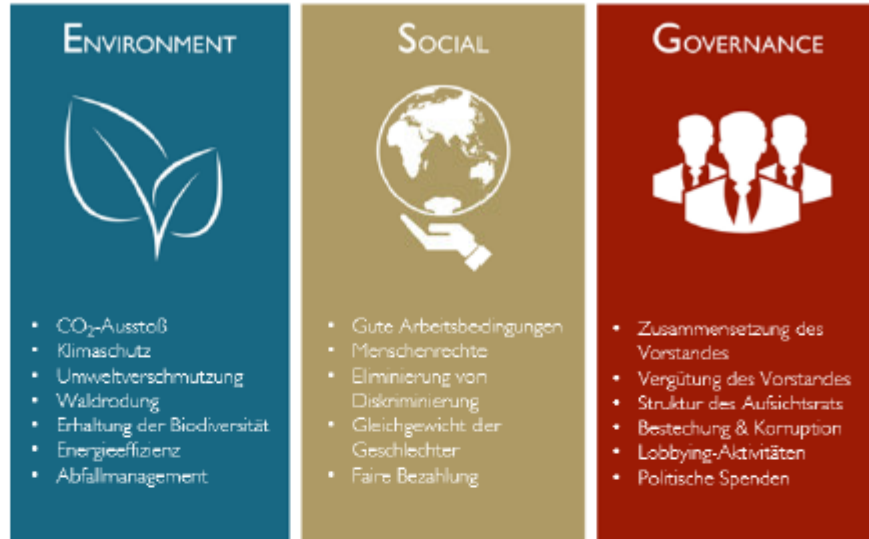 ENVIRONMENT
• CO₂-Ausstoß
• Klimaschutz
• Umweltverschmutzung
• Waldrodung
• Erhaltung der Biodiversität
• Energieeffizienz
• Abfallmanagement
SOCIAL
• Gute Arbeitsbedingungen
• Menschenrechte
• Eliminierung von
Diskriminierung
• Gleichgewicht der
Geschlechter
• Faire Bezahlung
GOVERNANCE
• Zusammensetzung des
Vorstandes
• Vergütung des Vorstandes
• Struktur des Aufsichtsrats
• Bestechung & Korruption
• Lobbying-Aktivitäten
• Politische Spenden